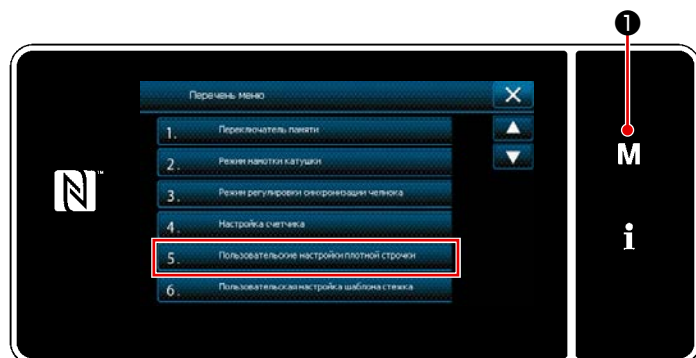 ❶
Перечень меню
1. Переключатель памяти
2. Режим намотки катушки
3. Режим регулировки синхронизации челнока
4. Настройка счетчика
5. Пользовательские настройки плотной строчки
6. Пользовательская настройка шаблона стежка
N
M
i